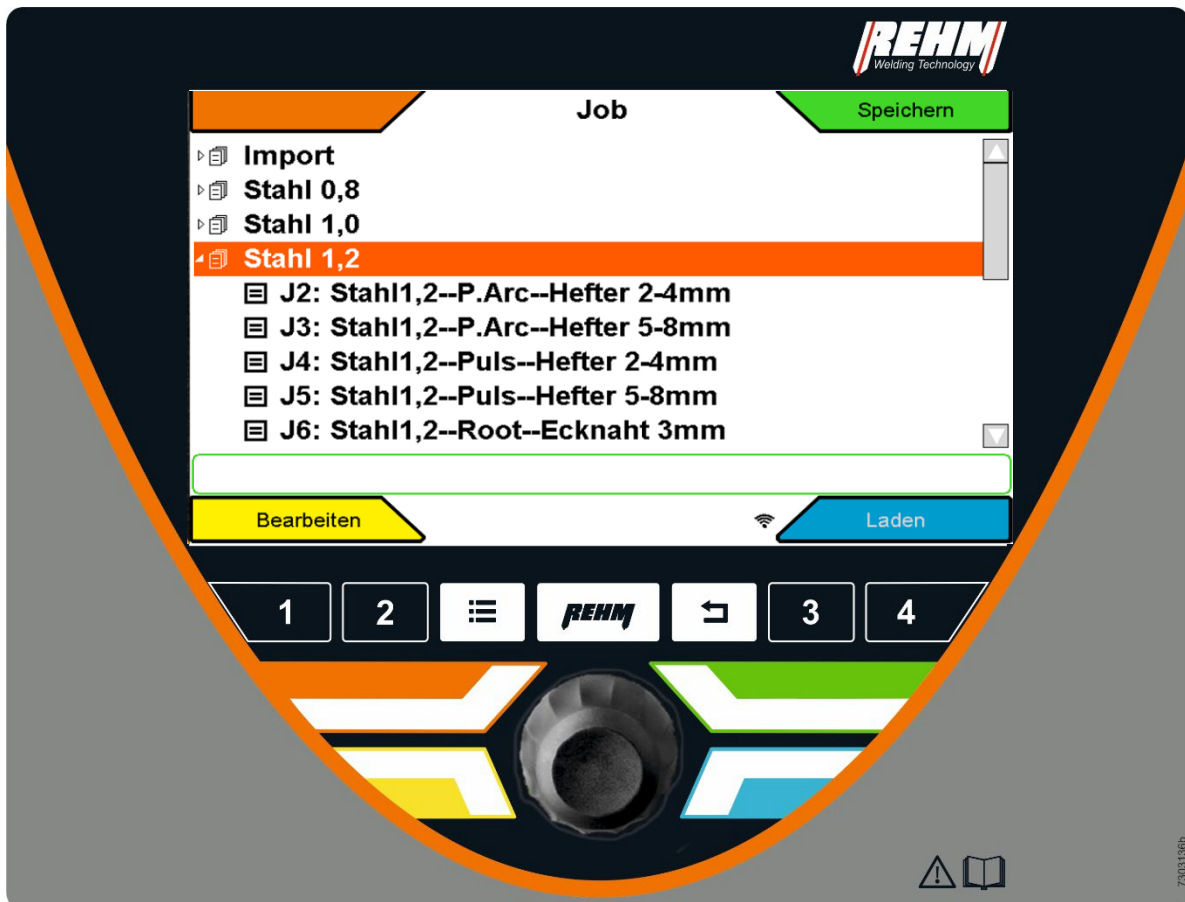 REHM
Welding Technology
Job
Speichern
Import
Stahl 0,8
Stahl 1,0
Stahl 1,2
J2: Stahl1,2--P.Arc--Hefter 2-4mm
J3: Stahl1,2--P.Arc--Hefter 5-8mm
J4: Stahl1,2--Puls--Hefter 2-4mm
J5: Stahl1,2--Puls--Hefter 5-8mm
J6: Stahl1,2--Root--Ecknaht 3mm
Bearbeiten
Laden
1 2 REHM 3 4
7303136b